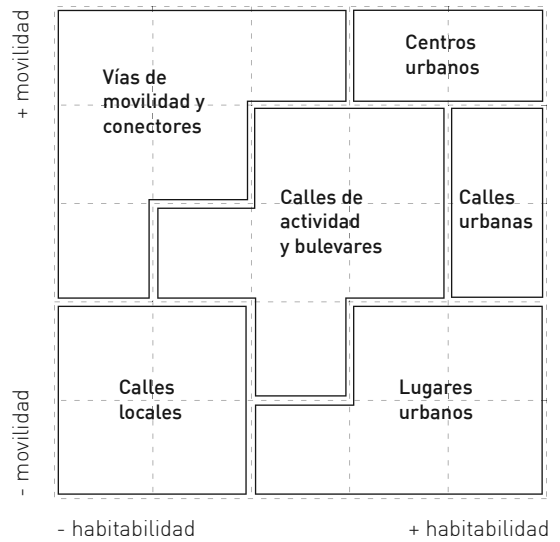 + movilidad
Centros
urbanos
Vías de
movilidad y
conectores
Calles de
actividad
y bulevares
Calles
urbanas
Calles
locales
Lugares
urbanos
- movilidad
- habitabilidad
+ habitabilidad